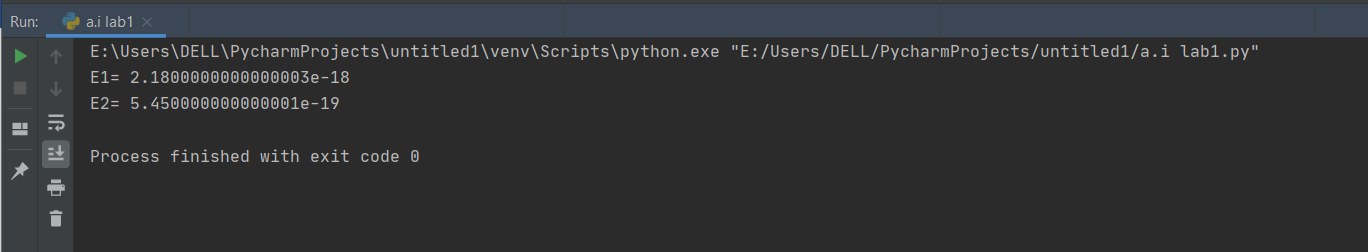 Run: a.i lab1
E:\Users\DELL\PycharmProjects\untitled1\venv\Scripts\python.exe "E:/Users/DELL/PycharmProjects/untitled1/a.i lab1.py"
E1= 2.1800000000000003e-18
E2= 5.450000000000001e-19
Process finished with exit code 0